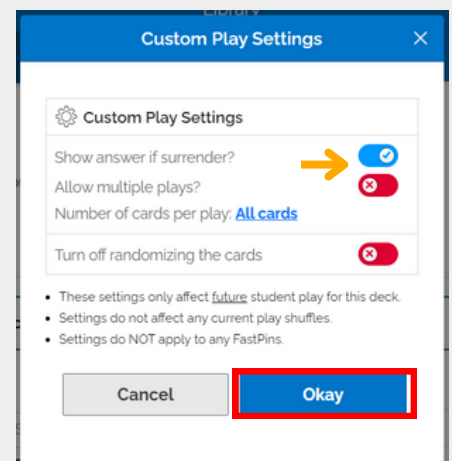 Library
Custom Play Settings
Custom Play Settings
Show answer if surrender?
Allow multiple plays?
Number of cards per play: All cards
Turn off randomizing the cards
These settings only affect future student play for this deck.
Settings do not affect any current play shuffles.
Settings do NOT apply to any FastPins.
Cancel Okay